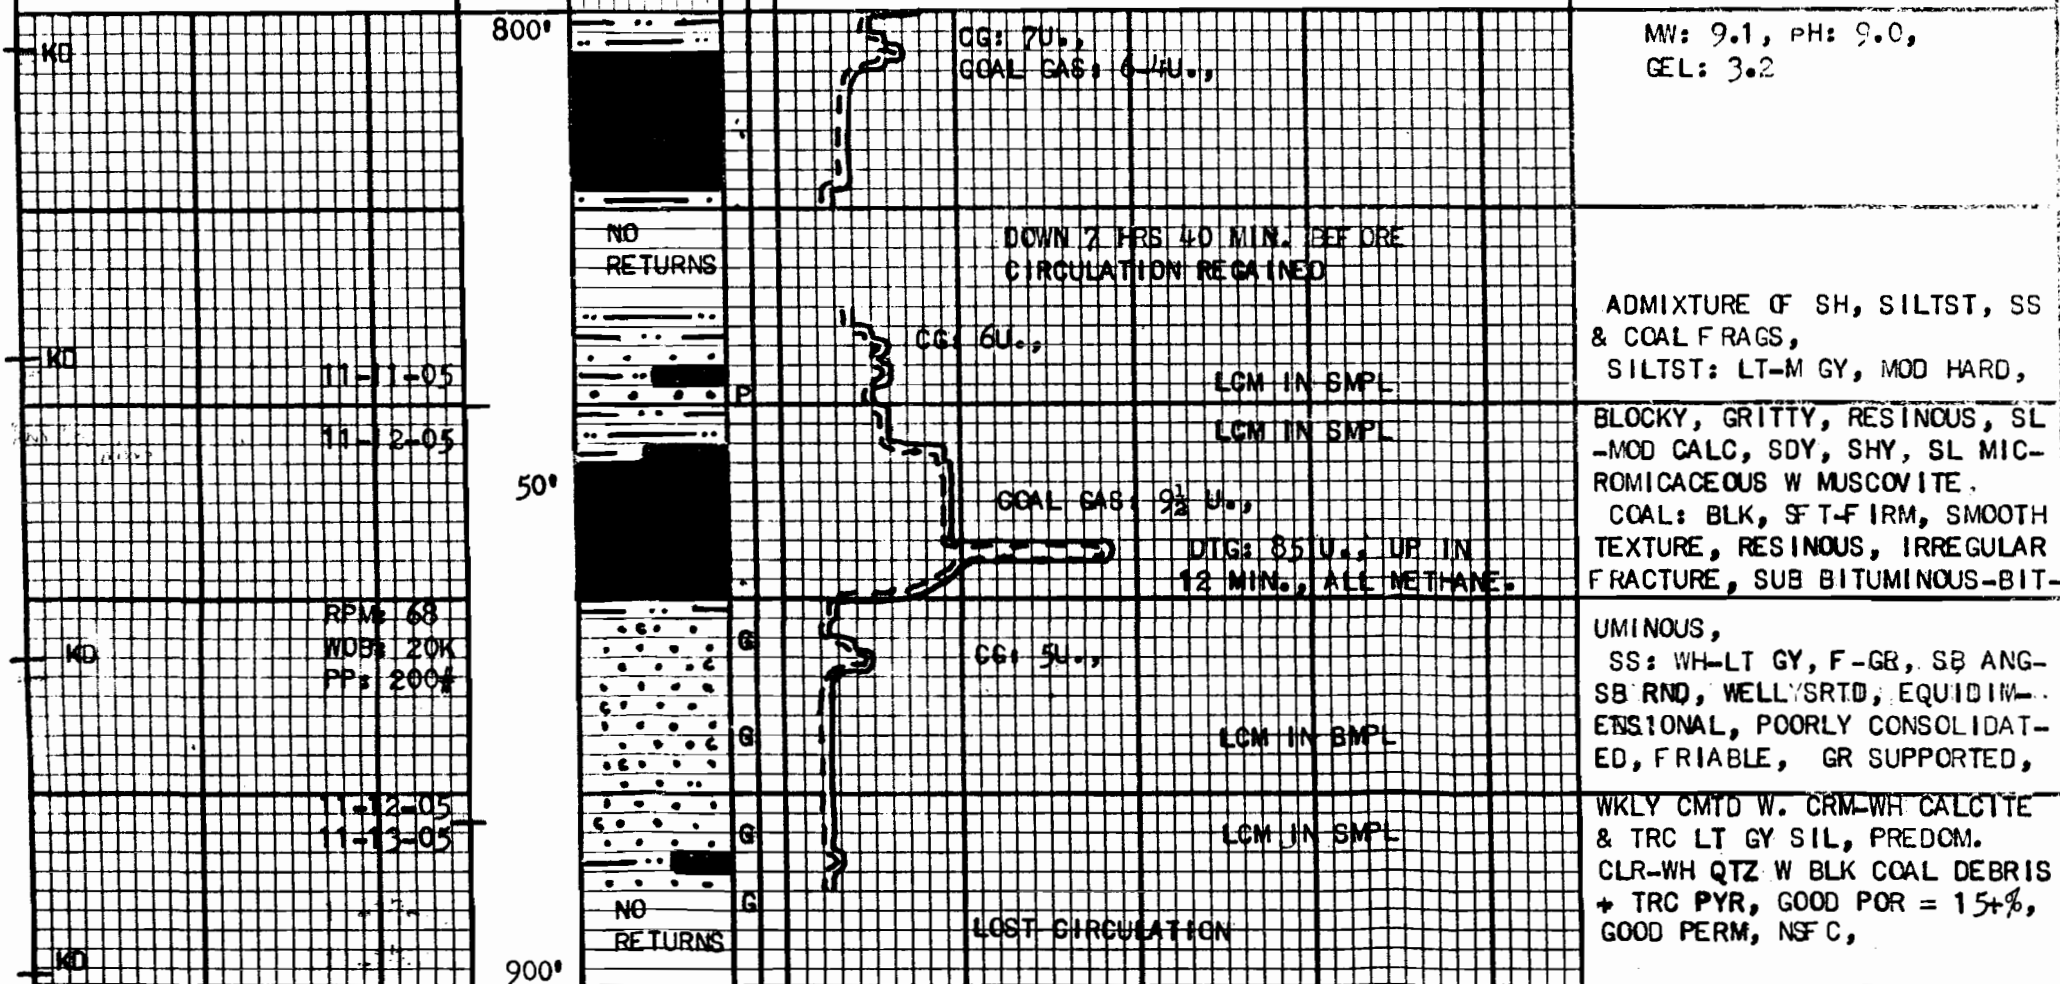 800'
KD
CG: 7U.,
COAL GAS: 6-4U.,
MW: 9.1, PH: 9.0,
GEL: 3.2
NO
RETURNS
DOWN 7 HRS 40 MIN. BEFORE
CIRCULATION REGAINED
KD
11-11-05
CG: 6U.,
LCM IN SMPL
P
ADMIXTURE OF SH, SILTST, SS
& COAL FRAGS,
SILTST: LT-M GY, MOD HARD,
11-12-05
LCM IN SMPL
50'
COAL GAS: 9½ U.,
DTG: 85 U., UP IN
12 MIN., ALL METHANE.
BLOCKY, GRITTY, RESINOUS, SL
-MOD CALC, SDY, SHY, SL MIC-
ROMICACEOUS W MUSCOVITE.
COAL: BLK, SFT-FIRM, SMOOTH
TEXTURE, RESINOUS, IRREGULAR
FRACTURE, SUB BITUMINOUS-BIT-
RPM: 68
WOB: 20K
PP: 200#
KD
G
CG: 5U.,
G
LCM IN SMPL
UMINOUS,
SS: WH-LT GY, F-GR, SB ANG-
SB RND, WELL SRTD, EQUIDIM-
ENSIONAL, POORLY CONSOLIDAT-
ED, FRIABLE, GR SUPPORTED,
11-12-05
11-13-05
G
LCM IN SMPL
G
NO
RETURNS
LOST CIRCULATION
KD
900'
WKLY CMTD W. CRM-WH CALCITE
& TRC LT GY SIL, PREDOM.
CLR-WH QTZ W BLK COAL DEBRIS
+ TRC PYR, GOOD POR = 15+%,
GOOD PERM, NSFC,